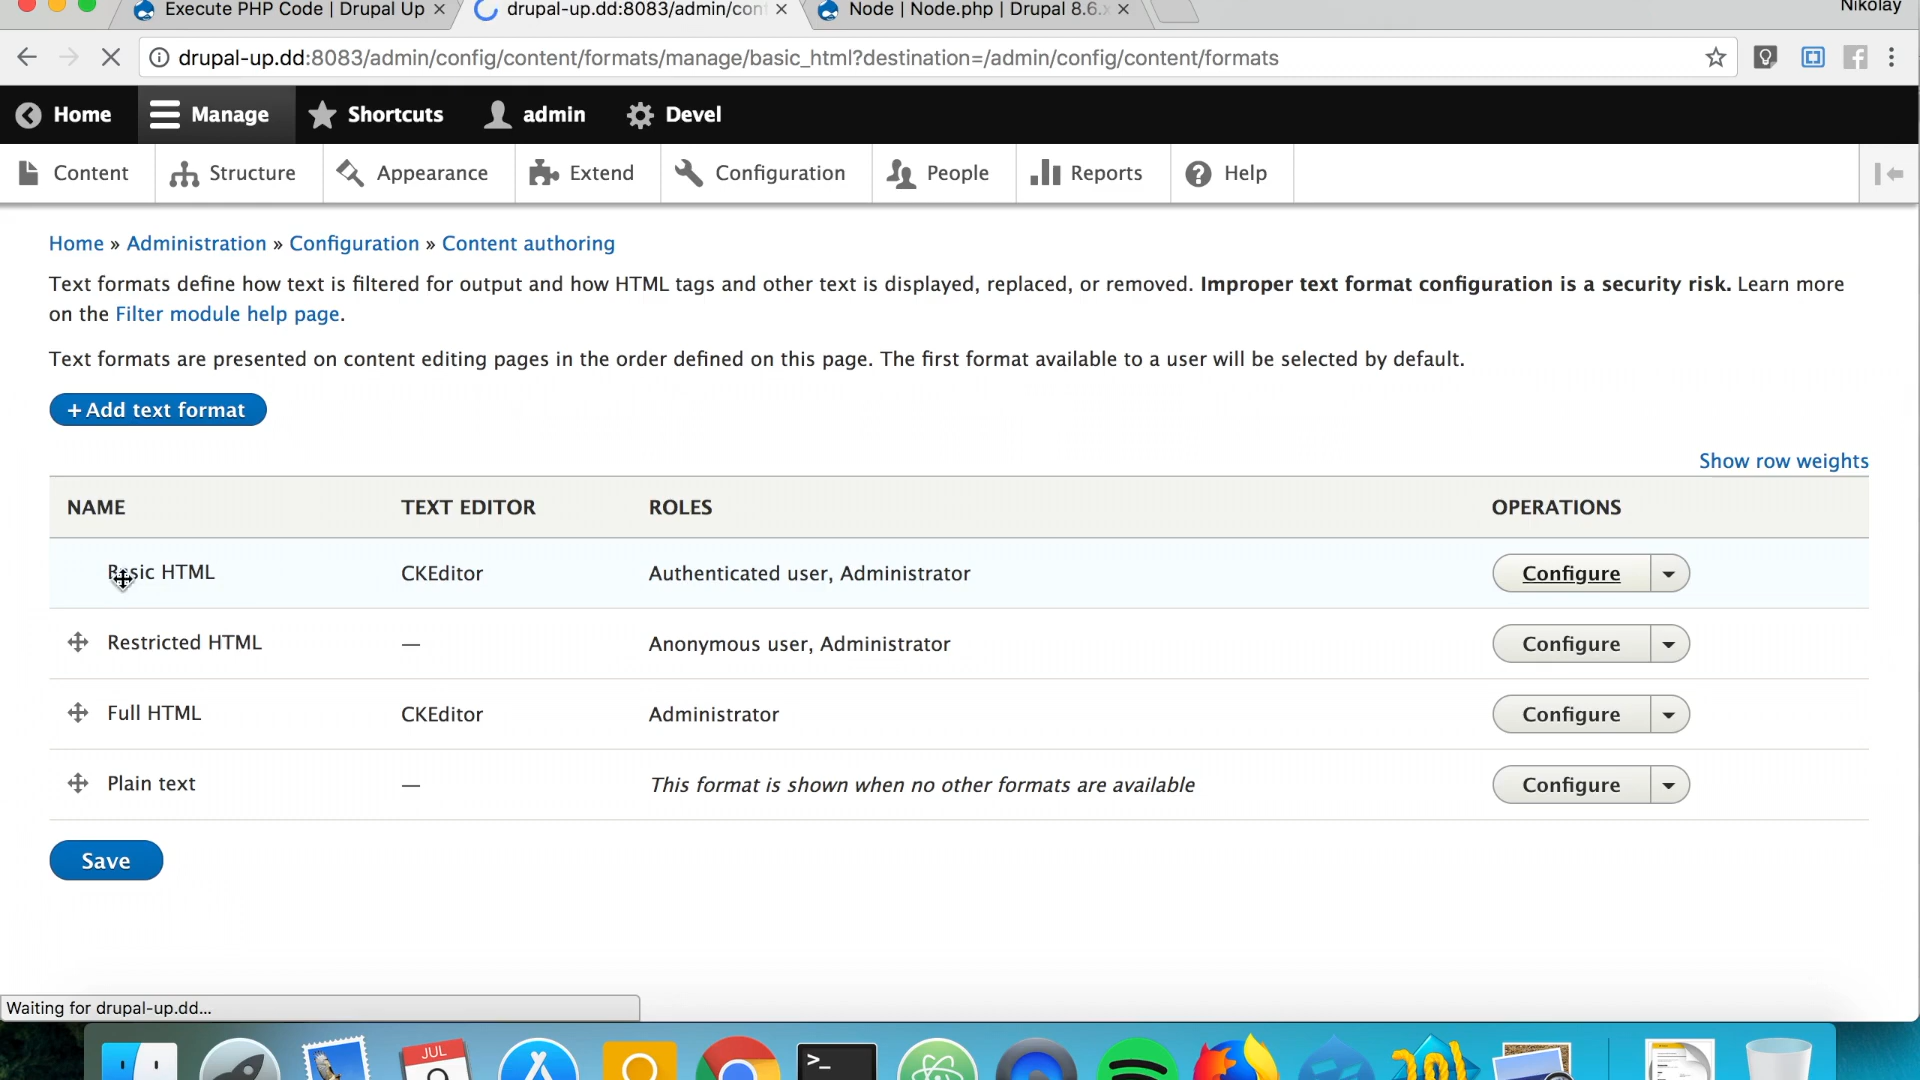 Execute PHP Code | Drupal Up
drupal-up.dd:8083/admin/con
Node | Node.php | Drupal 8.6.
Nikolay
drupal-up.dd:8083/admin/config/content/formats/manage/basic_html?destination=/admin/config/content/formats
Home Manage Shortcuts admin Devel
Content Structure Appearance Extend Configuration People Reports Help
Home » Administration » Configuration » Content authoring
Text formats define how text is filtered for output and how HTML tags and other text is displayed, replaced, or removed. Improper text format configuration is a security risk. Learn more
on the Filter module help page.
Text formats are presented on content editing pages in the order defined on this page. The first format available to a user will be selected by default.
+ Add text format
Show row weights
NAME TEXT EDITOR ROLES OPERATIONS
Basic HTML CKEditor Authenticated user, Administrator Configure
Restricted HTML — Anonymous user, Administrator Configure
Full HTML CKEditor Administrator Configure
Plain text — This format is shown when no other formats are available Configure
Save
Waiting for drupal-up.dd...
JUL
>_